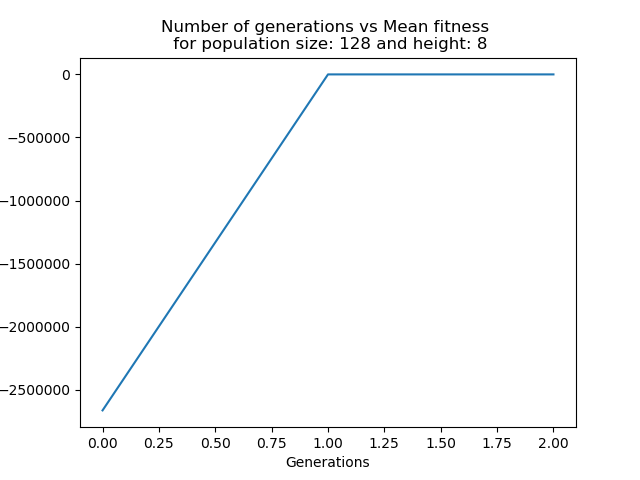 Number of generations vs Mean fitness
for population size: 128 and height: 8
0
−500000
−1000000
−1500000
−2000000
−2500000
0.00 0.25 0.50 0.75 1.00 1.25 1.50 1.75 2.00
Generations